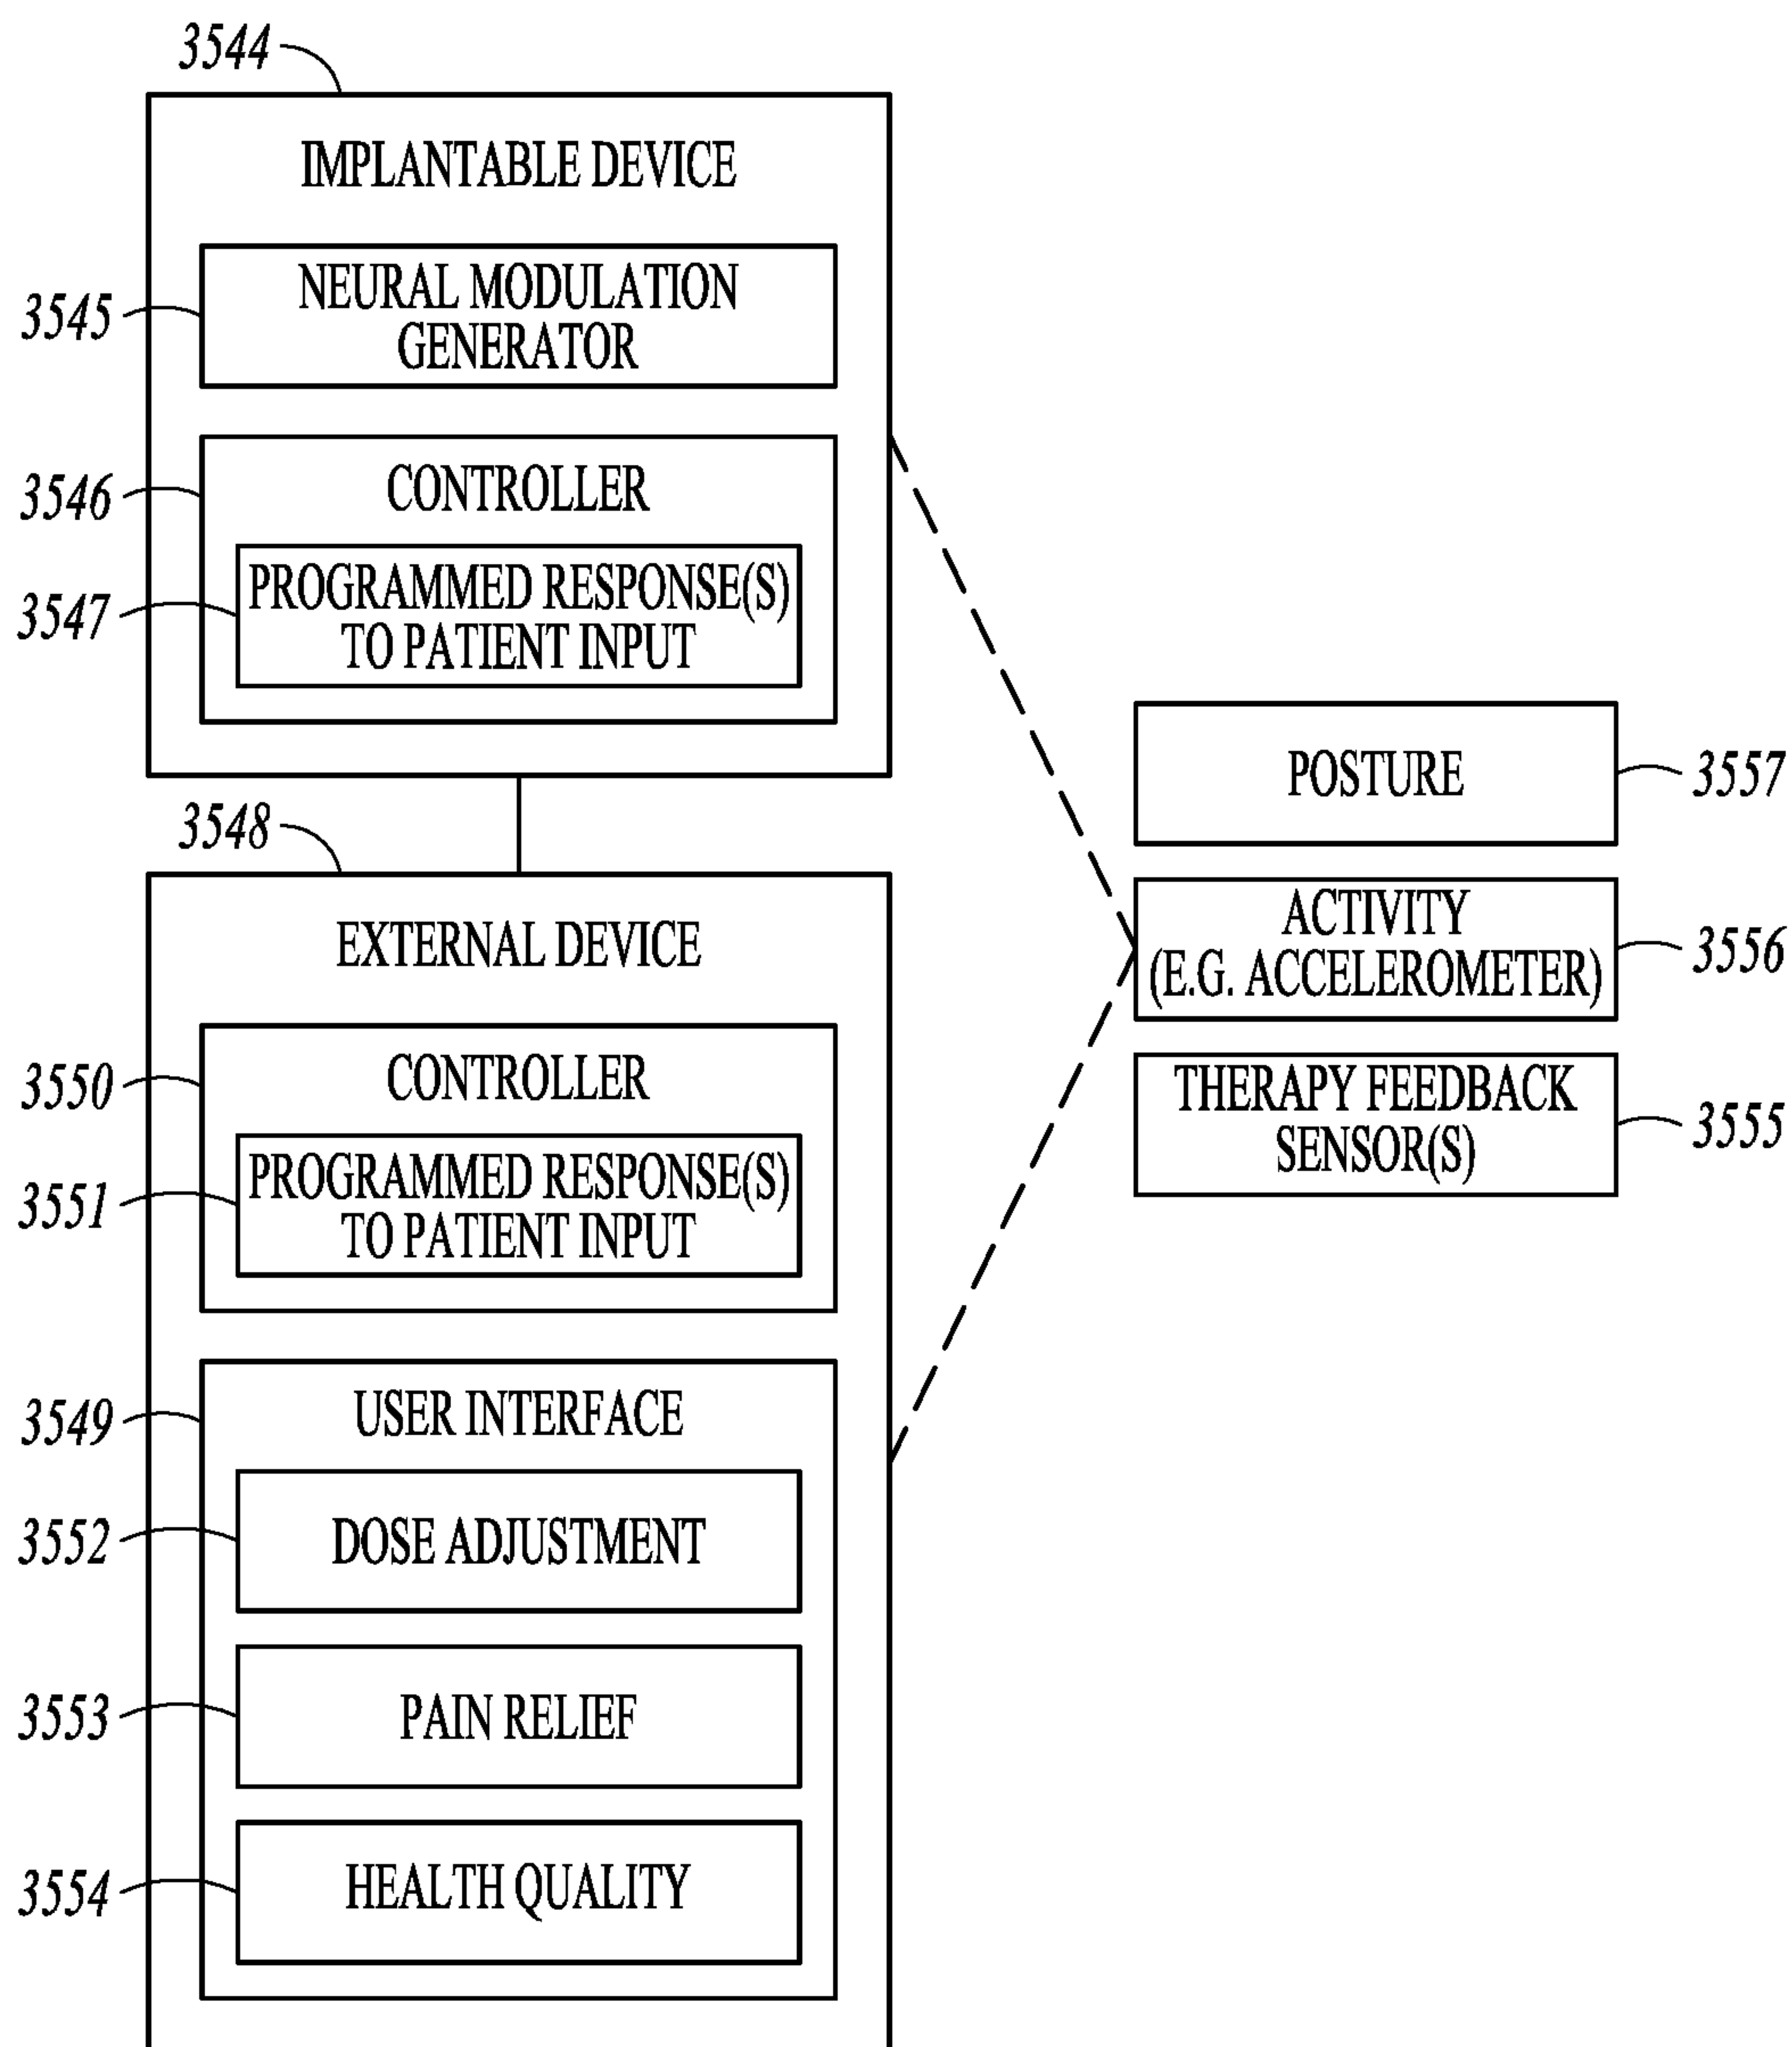 3544
IMPLANTABLE DEVICE
3545
NEURAL MODULATION
GENERATOR
3546
CONTROLLER
3547
PROGRAMMED RESPONSE(S)
TO PATIENT INPUT
3548
EXTERNAL DEVICE
3550
CONTROLLER
3551
PROGRAMMED RESPONSE(S)
TO PATIENT INPUT
3549
USER INTERFACE
3552
DOSE ADJUSTMENT
3553
PAIN RELIEF
3554
HEALTH QUALITY
POSTURE
3557
ACTIVITY
(E.G. ACCELEROMETER)
3556
THERAPY FEEDBACK
SENSOR(S)
3555